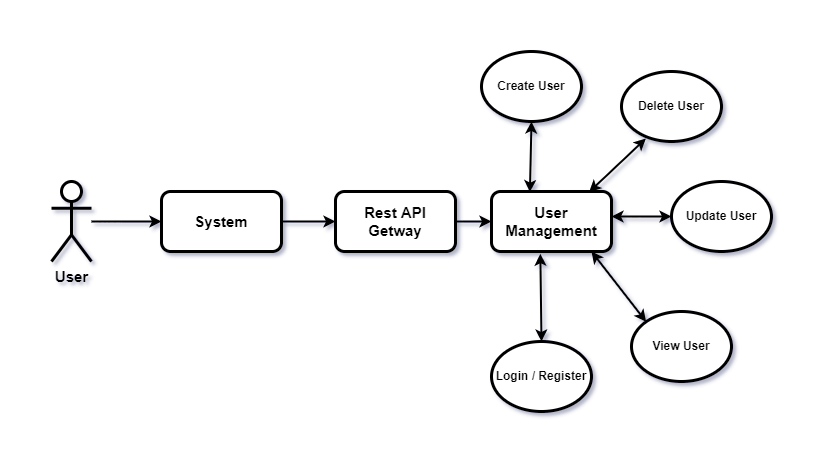 Create User
Delete User
User
System
Rest API
Getway
User
Management
Update User
View User
Login / Register